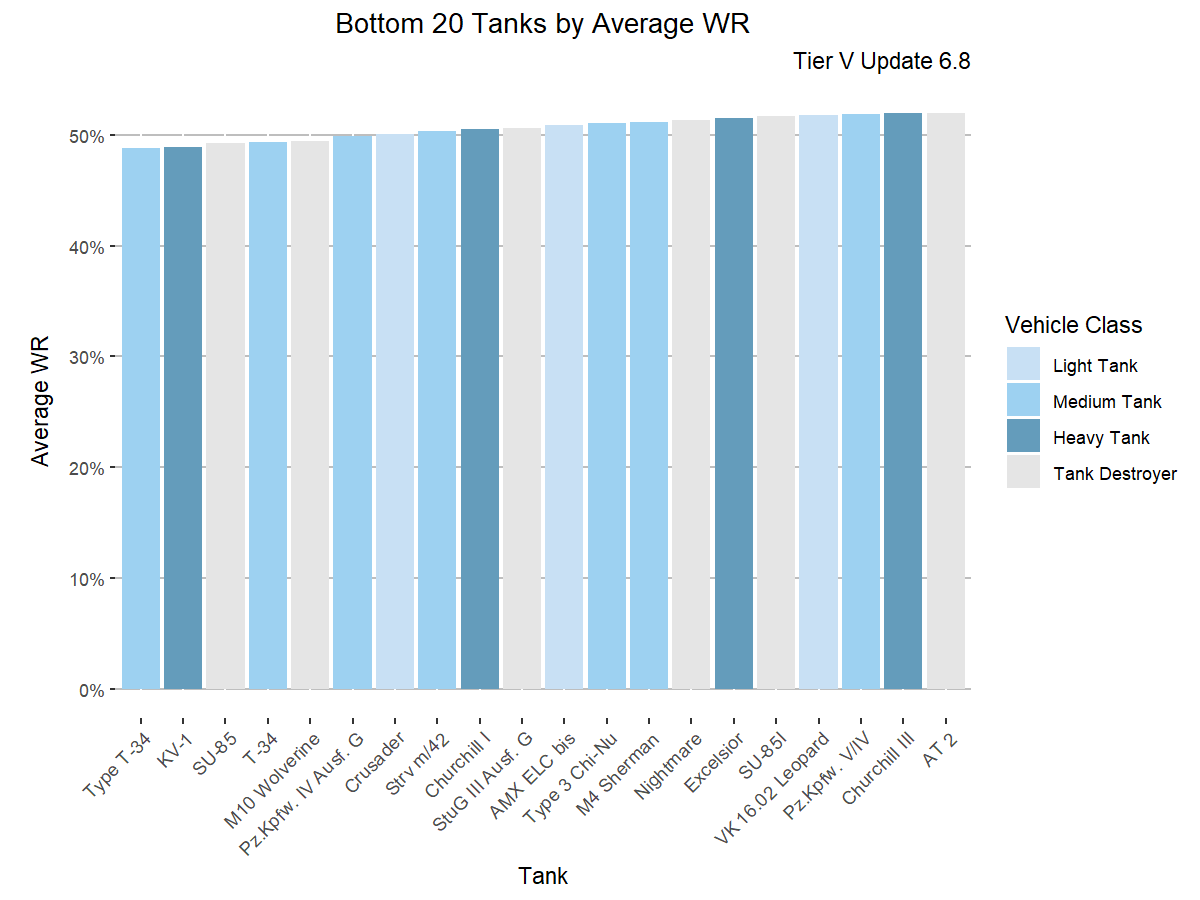 Bottom 20 Tanks by Average WR
Tier V Update 6.8
Average WR
50%
40%
30%
20%
10%
0%
Type T-34
KV-1
SU-85
T-34
M10 Wolverine
Pz.Kpfw. IV Ausf. G
Crusader
Strv m/42
Churchill I
StuG III Ausf. G
AMX ELC bis
Type 3 Chi-Nu
M4 Sherman
Nightmare
Excelsior
SU-85I
VK 16.02 Leopard
Pz.Kpfw. V/IV
Churchill III
AT 2
Tank
Vehicle Class
Light Tank
Medium Tank
Heavy Tank
Tank Destroyer